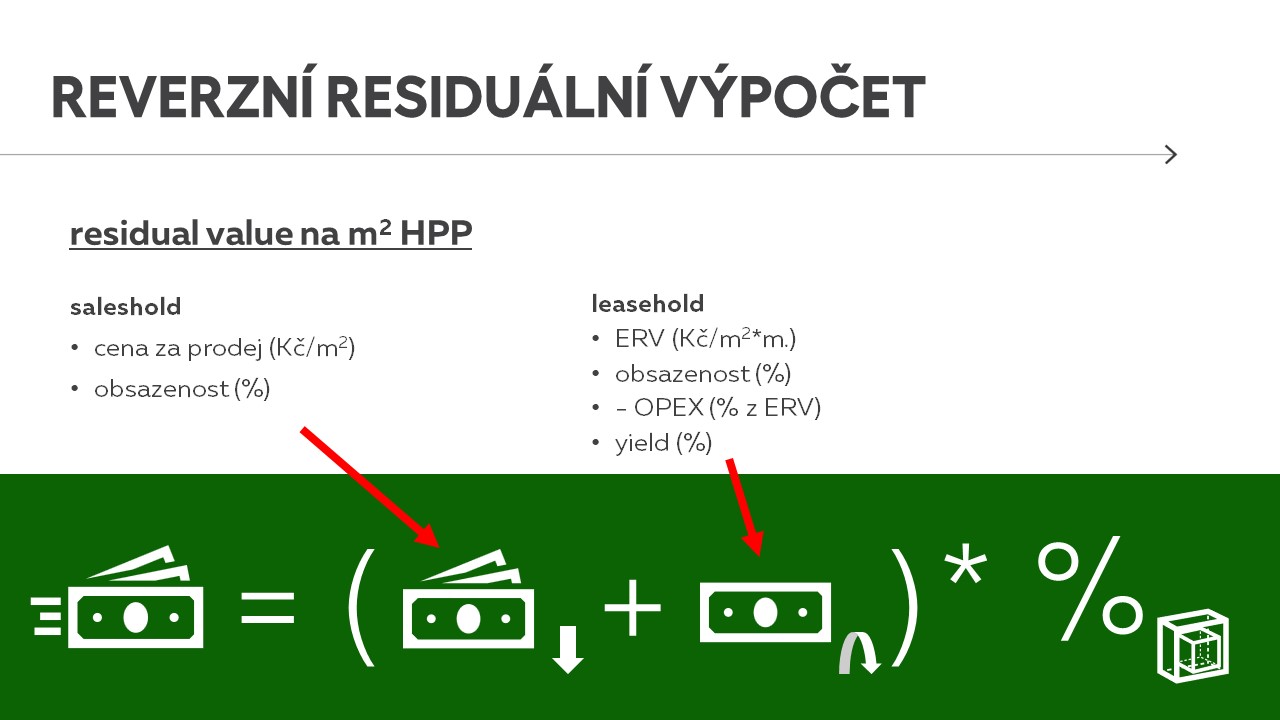 REVERZNÍ RESIDUÁLNÍ VÝPOČET
residual value na m² HPP
saleshold
• cena za prodej (Kč/m²)
• obsazenost (%)
leasehold
• ERV (Kč/m²*m.)
• obsazenost (%)
• - OPEX (% z ERV)
• yield (%)
= ( + ) * %